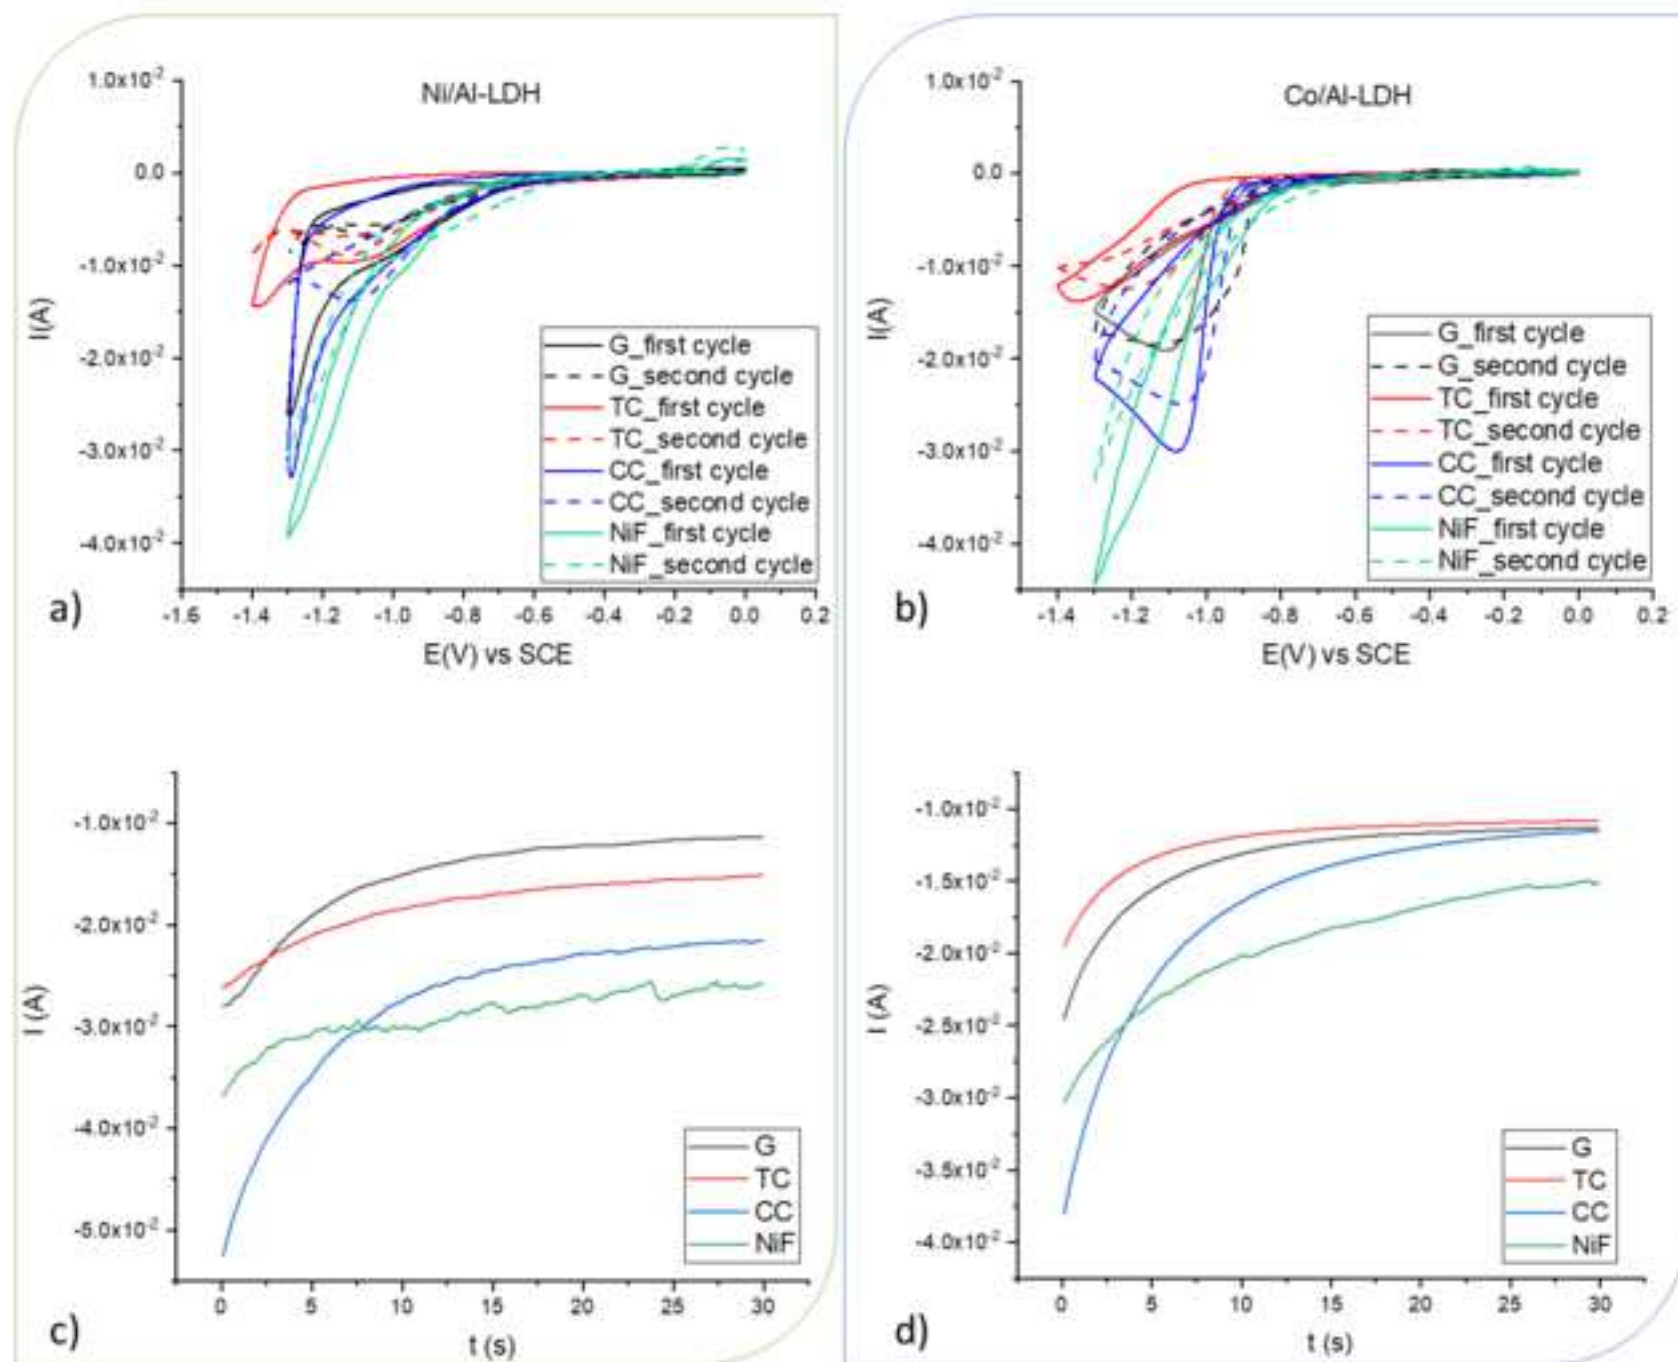 Ni/Al-LDH
1.0x10⁻²
0.0
-1.0x10⁻²
-2.0x10⁻²
-3.0x10⁻²
-4.0x10⁻²
I(A)
G_first cycle
G_second cycle
TC_first cycle
TC_second cycle
CC_first cycle
CC_second cycle
NiF_first cycle
NiF_second cycle
-1.6 -1.4 -1.2 -1.0 -0.8 -0.6 -0.4 -0.2 0.0 0.2
E(V) vs SCE
a)
Co/Al-LDH
1.0x10⁻²
0.0
-1.0x10⁻²
-2.0x10⁻²
-3.0x10⁻²
-4.0x10⁻²
I(A)
G_first cycle
G_second cycle
TC_first cycle
TC_second cycle
CC_first cycle
CC_second cycle
NiF_first cycle
NiF_second cycle
-1.4 -1.2 -1.0 -0.8 -0.6 -0.4 -0.2 0.0 0.2
E(V) vs SCE
b)
-1.0x10⁻²
-2.0x10⁻²
-3.0x10⁻²
-4.0x10⁻²
-5.0x10⁻²
I (A)
G
TC
CC
NiF
0 5 10 15 20 25 30
t (s)
c)
-1.0x10⁻²
-1.5x10⁻²
-2.0x10⁻²
-2.5x10⁻²
-3.0x10⁻²
-3.5x10⁻²
-4.0x10⁻²
I (A)
G
TC
CC
NiF
0 5 10 15 20 25 30
t (s)
d)